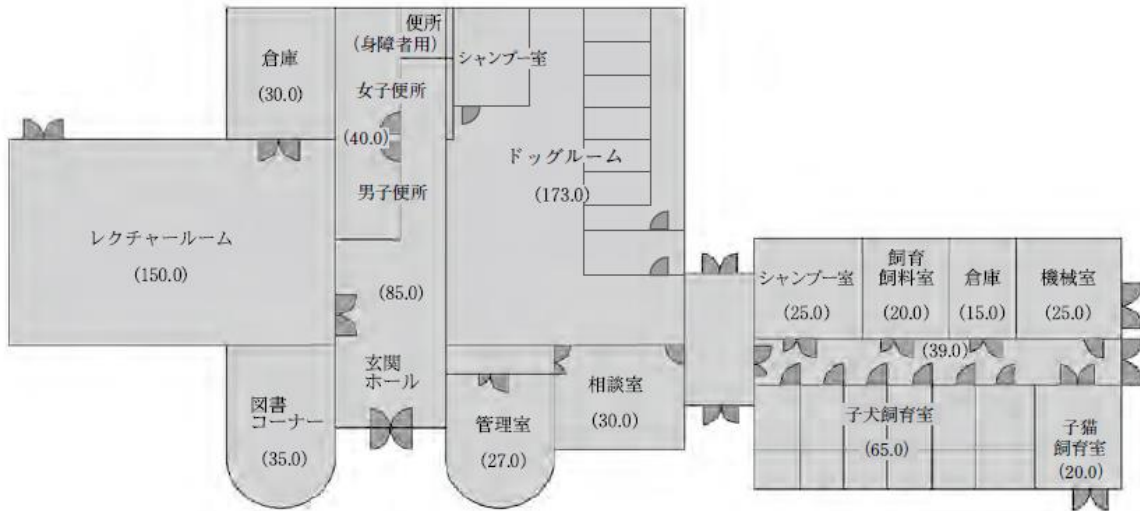 倉庫
(30.0)
便所
(身障者用)
女子便所
(40.0)
男子便所
シャンプー室
ドッグルーム
(173.0)
レクチャールーム
(150.0)
(85.0)
玄関
ホール
図書
コーナー
(35.0)
管理室
(27.0)
相談室
(30.0)
シャンプー室
(25.0)
飼育
飼料室
(20.0)
倉庫
(15.0)
機械室
(25.0)
(39.0)
子犬飼育室
(65.0)
子猫
飼育室
(20.0)